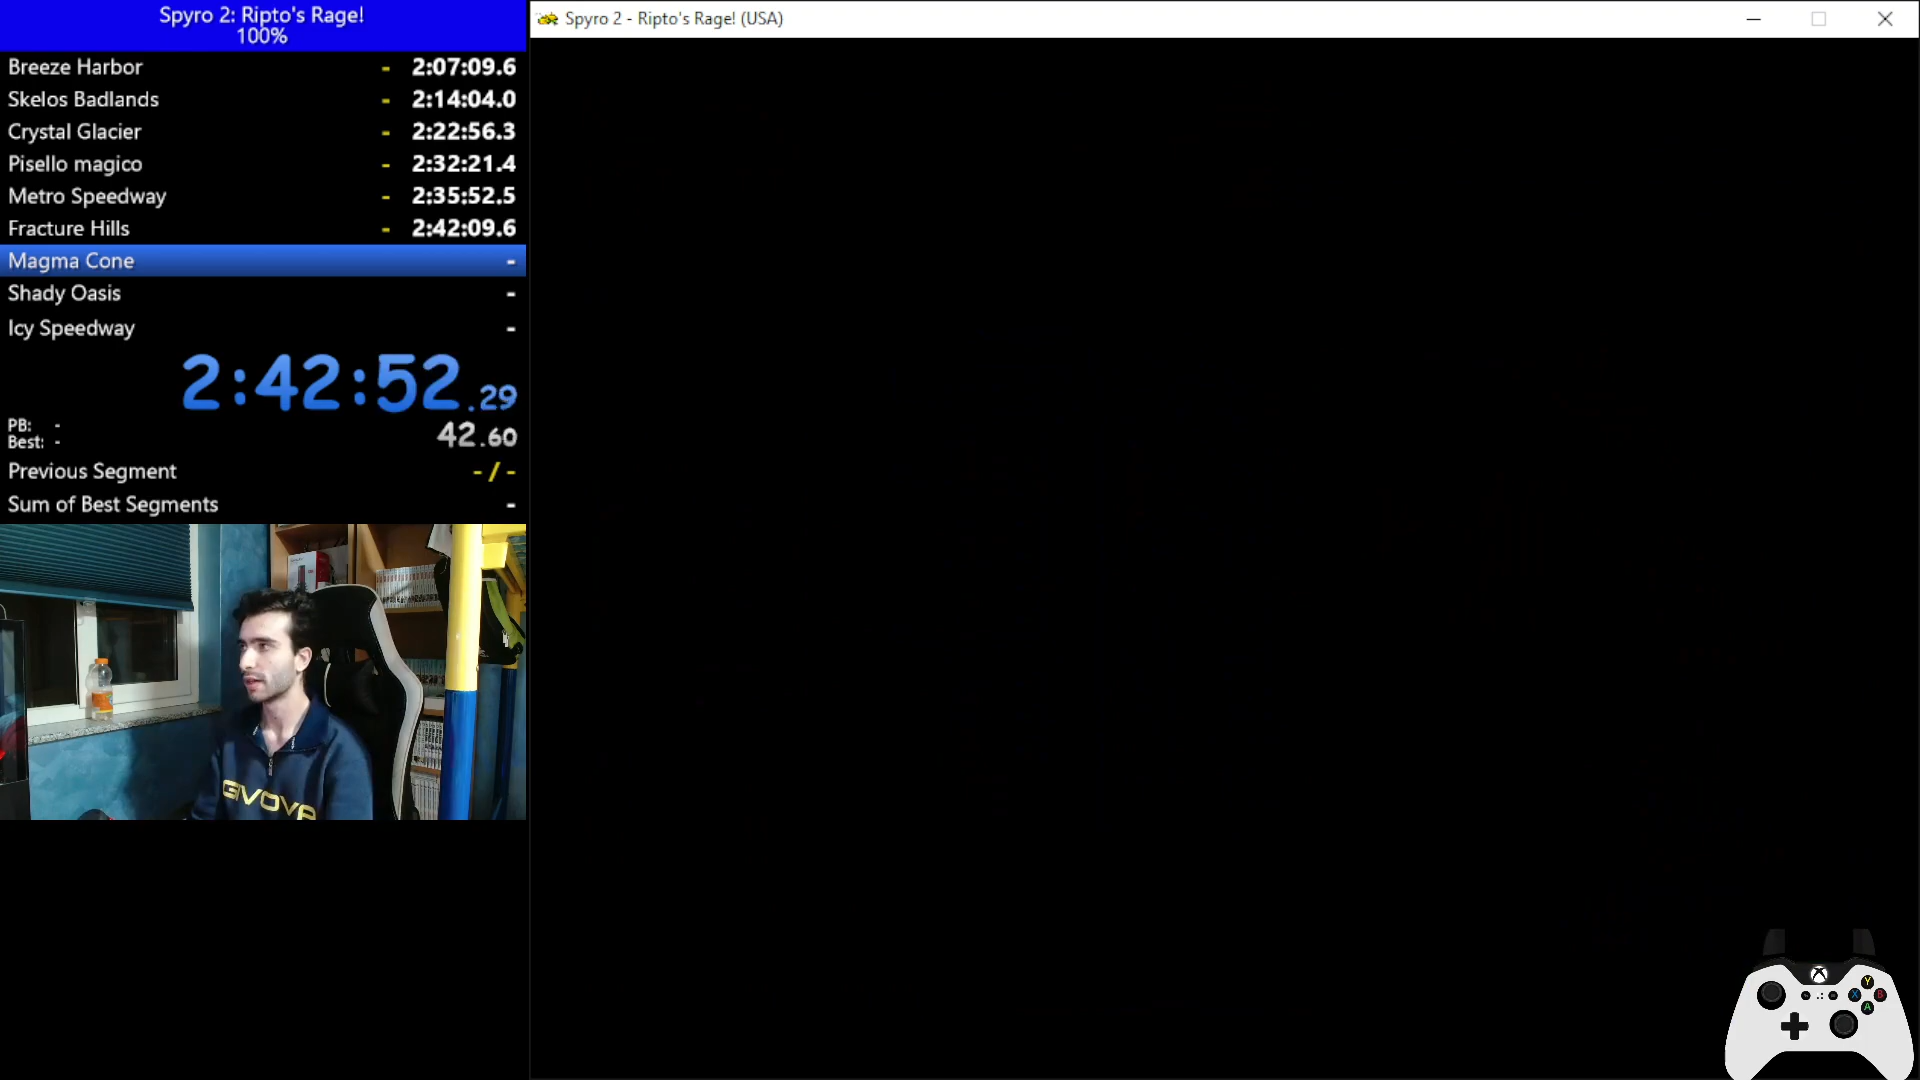 Spyro 2: Ripto's Rage!
100%
Breeze Harbor - 2:07:09.6
Skelos Badlands - 2:14:04.0
Crystal Glacier - 2:22:56.3
Pisello magico - 2:32:21.4
Metro Speedway - 2:35:52.5
Fracture Hills - 2:42:09.6
Magma Cone -
Shady Oasis -
Icy Speedway -
2:42:52.29
PB: -
Best: -
42.60
Previous Segment - / -
Sum of Best Segments -
Spyro 2 - Ripto's Rage! (USA)
GIVOVA
Y
X
B
A